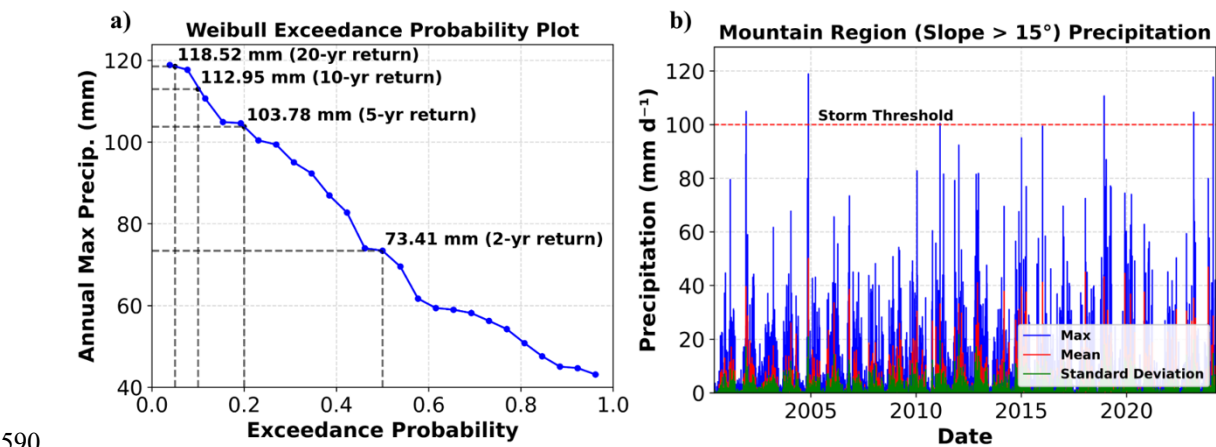 a)
Weibull Exceedance Probability Plot
118.52 mm (20-yr return)
112.95 mm (10-yr return)
103.78 mm (5-yr return)
73.41 mm (2-yr return)
Annual Max Precip. (mm)
120
100
80
60
40
0.0 0.2 0.4 0.6 0.8 1.0
Exceedance Probability
b)
Mountain Region (Slope > 15°) Precipitation
Storm Threshold
Precipitation (mm d⁻¹)
120
100
80
60
40
20
0
Max
Mean
Standard Deviation
2005 2010 2015 2020
Date
590